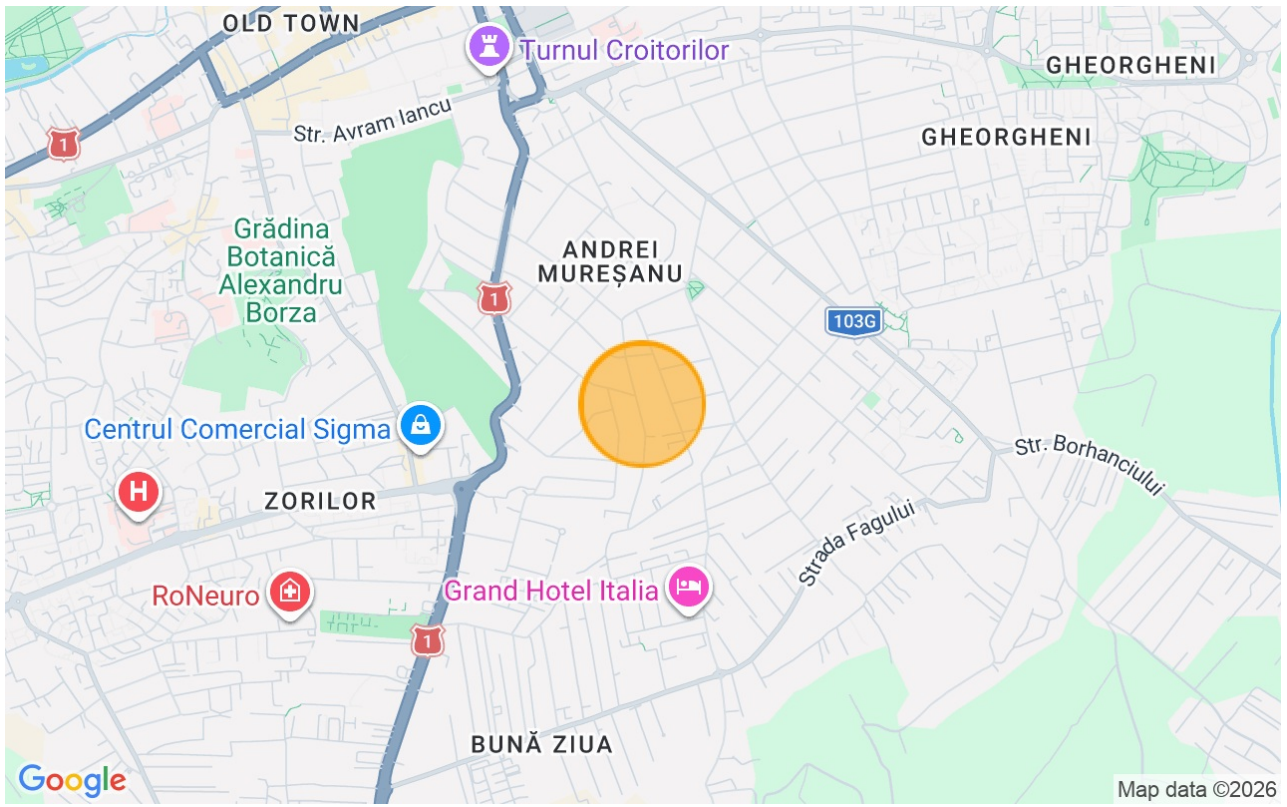 OLD TOWN
Turnul Croitorilor
GHEORGHENI
Str. Avram Iancu
1
GHEORGHENI
Grădina
Botanică
Alexandru
Borza
ANDREI
MUREȘANU
1
103G
Centrul Comercial Sigma
Str. Borhanciului
H
ZORILOR
Strada Fagului
RoNeuro
Grand Hotel Italia
1
BUNĂ ZIUA
Google
Map data ©2026